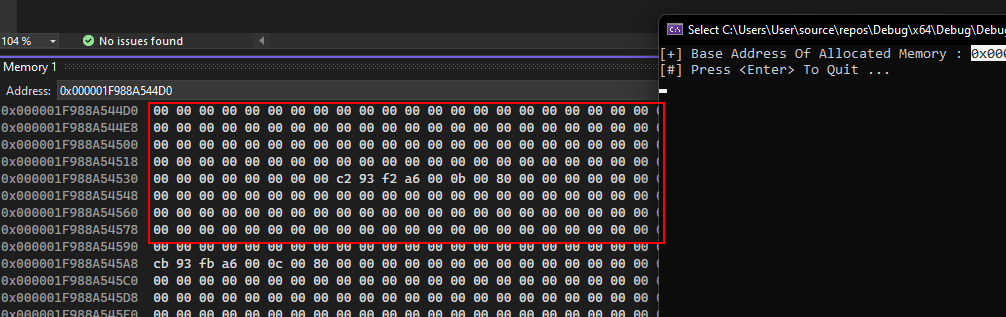 104 %
No issues found
Memory 1
Address: 0x000001F988A544D0
0x000001F988A544D0 00 00 00 00 00 00 00 00 00 00 00 00 00 00 00 00 00 00 00 00 00 00
0x000001F988A544E8 00 00 00 00 00 00 00 00 00 00 00 00 00 00 00 00 00 00 00 00 00 00
0x000001F988A54500 00 00 00 00 00 00 00 00 00 00 00 00 00 00 00 00 00 00 00 00 00 00
0x000001F988A54518 00 00 00 00 00 00 00 00 00 00 00 00 00 00 00 00 00 00 00 00 00 00
0x000001F988A54530 00 00 00 00 00 00 00 00 c2 93 f2 a6 00 0b 00 80 00 00 00 00 00 00
0x000001F988A54548 00 00 00 00 00 00 00 00 00 00 00 00 00 00 00 00 00 00 00 00 00 00
0x000001F988A54560 00 00 00 00 00 00 00 00 00 00 00 00 00 00 00 00 00 00 00 00 00 00
0x000001F988A54578 00 00 00 00 00 00 00 00 00 00 00 00 00 00 00 00 00 00 00 00 00 00
0x000001F988A54590 00 00 00 00 00 00 00 00 00 00 00 00 00 00 00 00 00 00 00 00 00 00
0x000001F988A545A8 cb 93 fb a6 00 0c 00 80 00 00 00 00 00 00 00 00 00 00 00 00 00 00
0x000001F988A545C0 00 00 00 00 00 00 00 00 00 00 00 00 00 00 00 00 00 00 00 00 00 00
0x000001F988A545D8 00 00 00 00 00 00 00 00 00 00 00 00 00 00 00 00 00 00 00 00 00 00
0x000001F988A545F0 00 00 00 00 00 00 00 00 00 00 00 00 00 00 00 00 00 00 00 00 00 00
Select C:\Users\User\source\repos\Debug\x64\Debug\Debug
[+] Base Address Of Allocated Memory : 0x000
[#] Press <Enter> To Quit ...